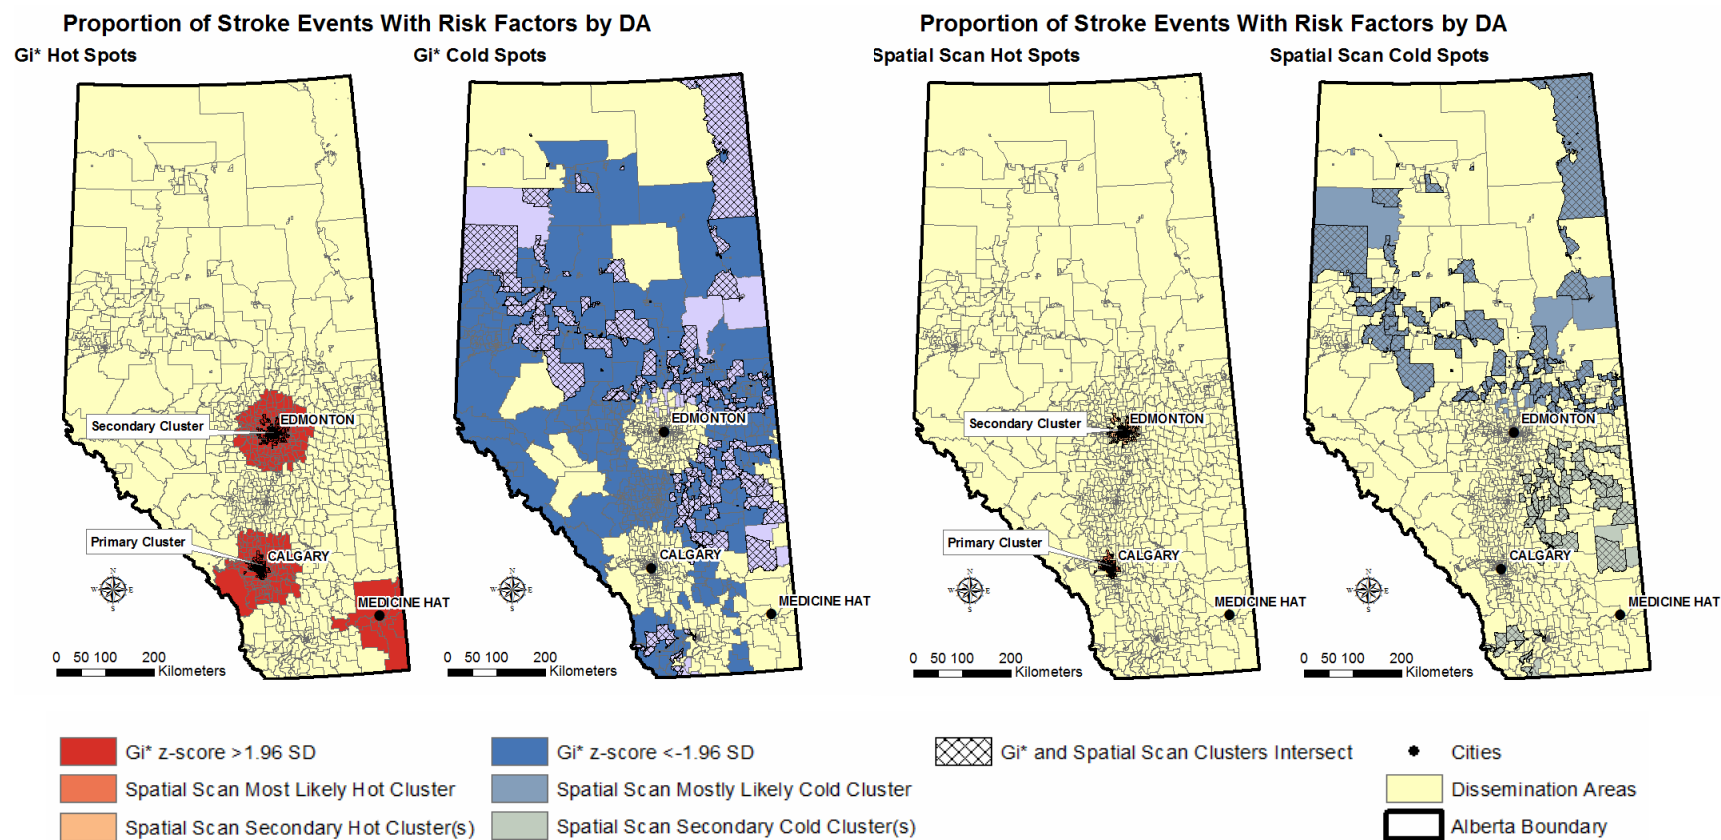 Proportion of Stroke Events With Risk Factors by DA
Gi* Hot Spots
Gi* Cold Spots
Secondary Cluster
EDMONTON
Primary Cluster
CALGARY
MEDICINE HAT
N
W E
S
0 50 100 200
Kilometers
EDMONTON
CALGARY
MEDICINE HAT
N
W E
S
0 50 100 200
Kilometers
Proportion of Stroke Events With Risk Factors by DA
Spatial Scan Hot Spots
Spatial Scan Cold Spots
Secondary Cluster
EDMONTON
Primary Cluster
CALGARY
MEDICINE HAT
N
W E
S
0 50 100 200
Kilometers
EDMONTON
CALGARY
MEDICINE HAT
N
W E
S
0 50 100 200
Kilometers
Gi* z-score >1.96 SD
Spatial Scan Most Likely Hot Cluster
Spatial Scan Secondary Hot Cluster(s)
Gi* z-score <-1.96 SD
Spatial Scan Mostly Likely Cold Cluster
Spatial Scan Secondary Cold Cluster(s)
Gi* and Spatial Scan Clusters Intersect
Cities
Dissemination Areas
Alberta Boundary